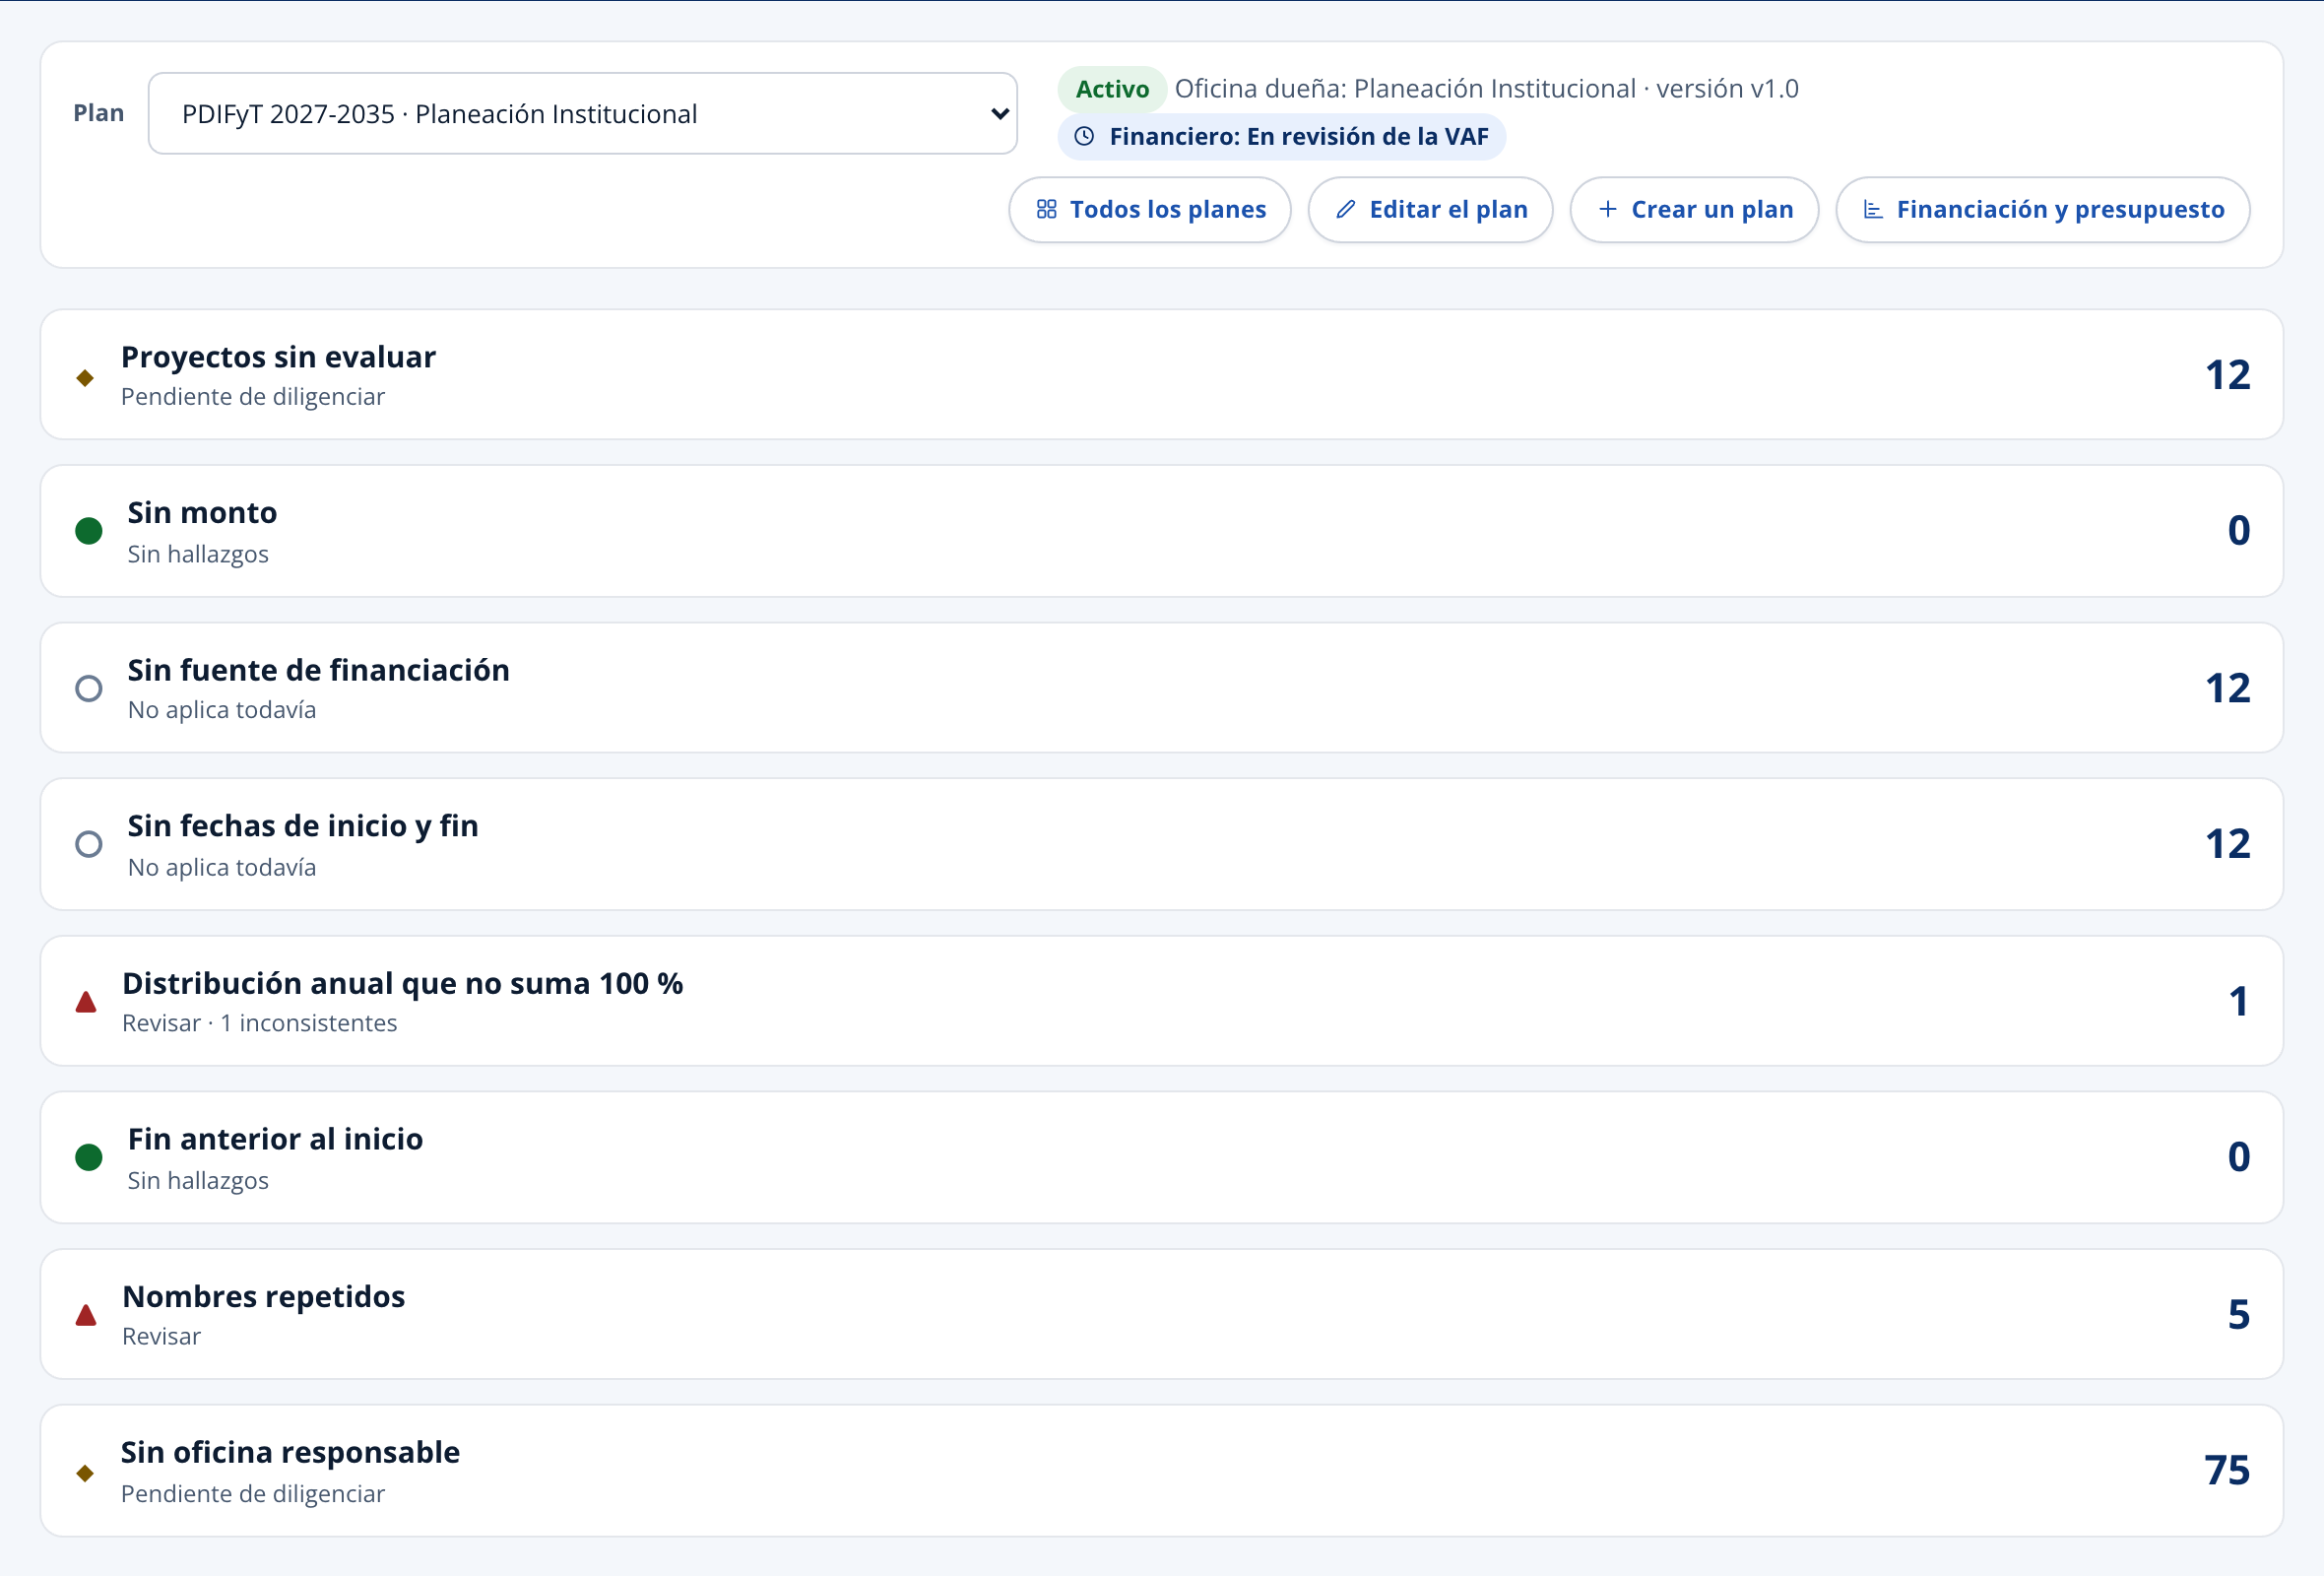 Plan
PDIFyT 2027-2035 · Planeación Institucional
Activo Oficina dueña: Planeación Institucional · versión v1.0
Financiero: En revisión de la VAF
Todos los planes
Editar el plan
Crear un plan
Financiación y presupuesto
Proyectos sin evaluar
Pendiente de diligenciar
12
Sin monto
Sin hallazgos
0
Sin fuente de financiación
No aplica todavía
12
Sin fechas de inicio y fin
No aplica todavía
12
Distribución anual que no suma 100 %
Revisar · 1 inconsistentes
1
Fin anterior al inicio
Sin hallazgos
0
Nombres repetidos
Revisar
5
Sin oficina responsable
Pendiente de diligenciar
75